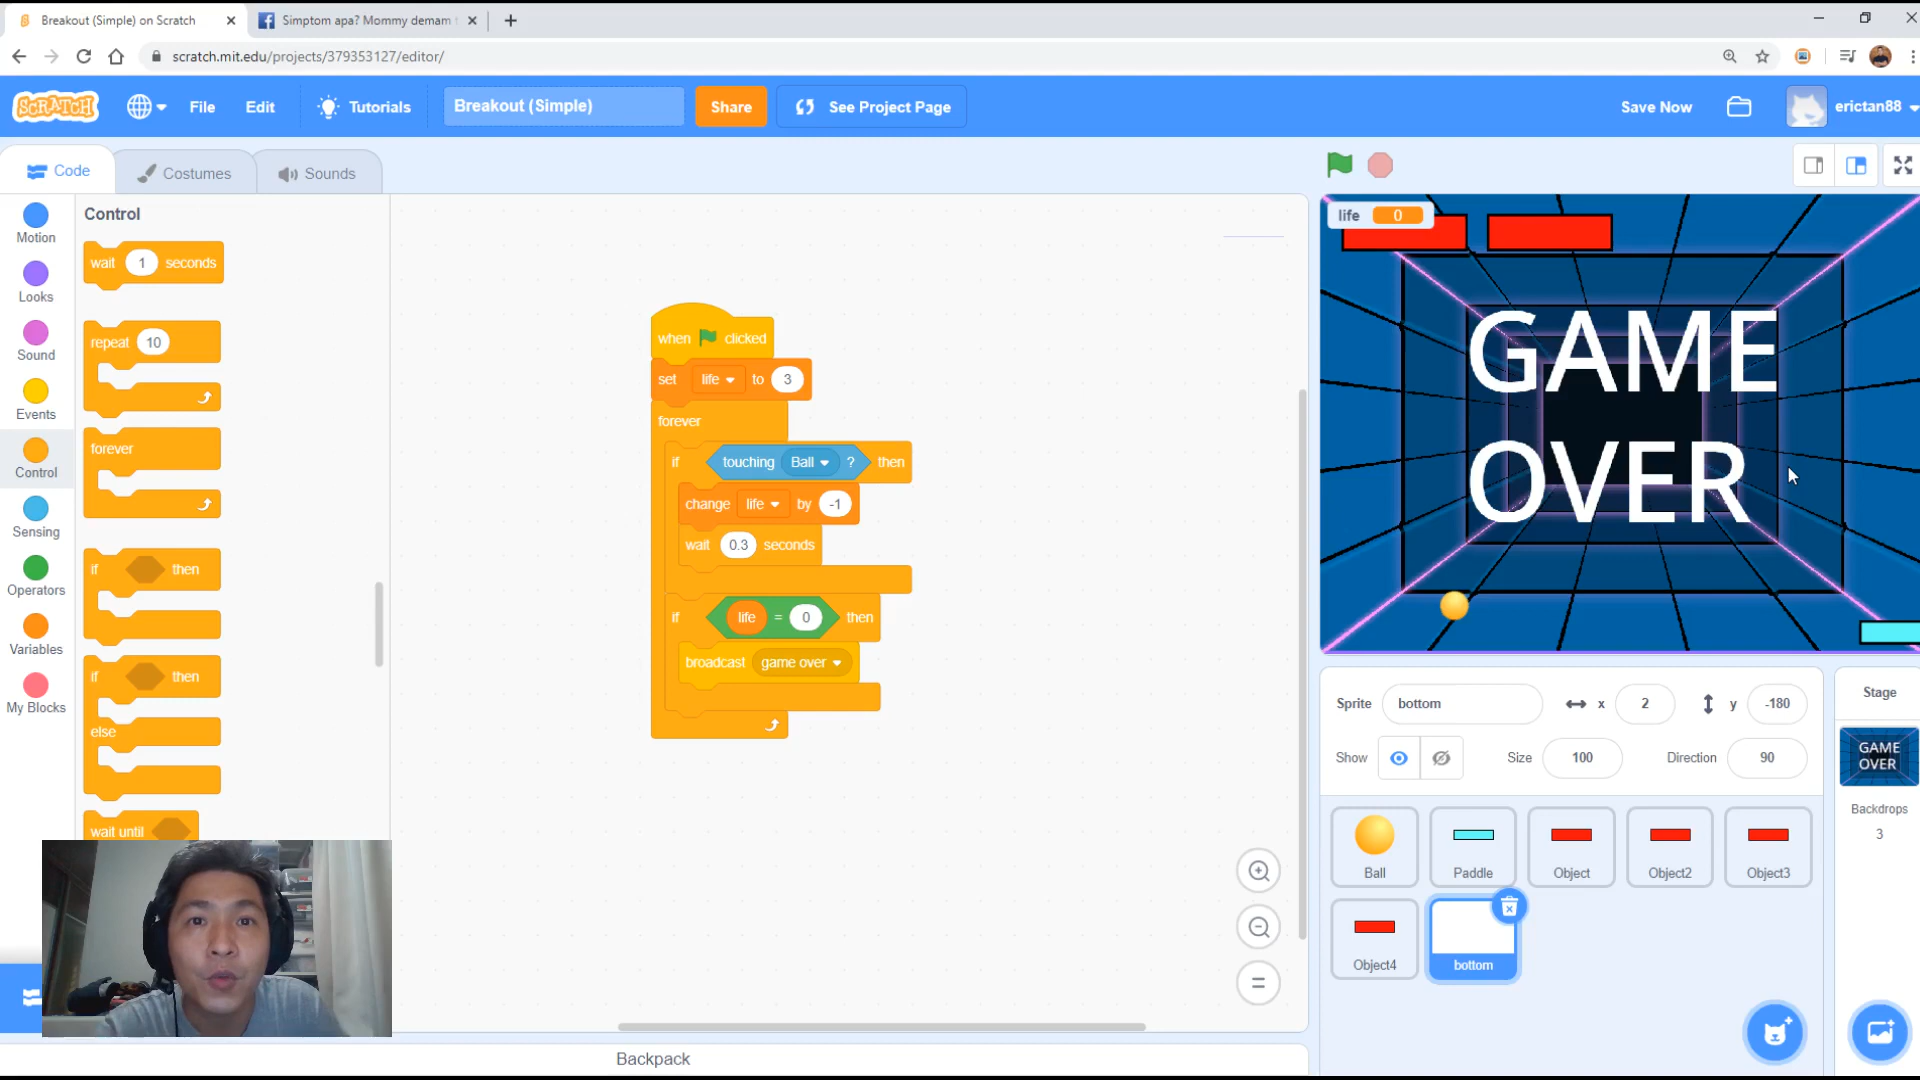 Breakout (Simple) on Scratch
Simptom apa? Mommy demam
scratch.mit.edu/projects/379353127/editor/
SCRATCH
File
Edit
Tutorials
Breakout (Simple)
Share
See Project Page
Save Now
erictan88
Code
Costumes
Sounds
Motion
Looks
Sound
Events
Control
Sensing
Operators
Variables
My Blocks
Control
wait 1 seconds
repeat 10
forever
if then
if then
else
wait until
when clicked
set life to 3
forever
if touching Ball ? then
change life by -1
wait 0.3 seconds
if life = 0 then
broadcast game over
life 0
GAME
OVER
Sprite bottom x 2 y -180
Show Size 100 Direction 90
Ball
Paddle
Object
Object2
Object3
Object4
bottom
Stage
GAME
OVER
Backdrops
3
Backpack